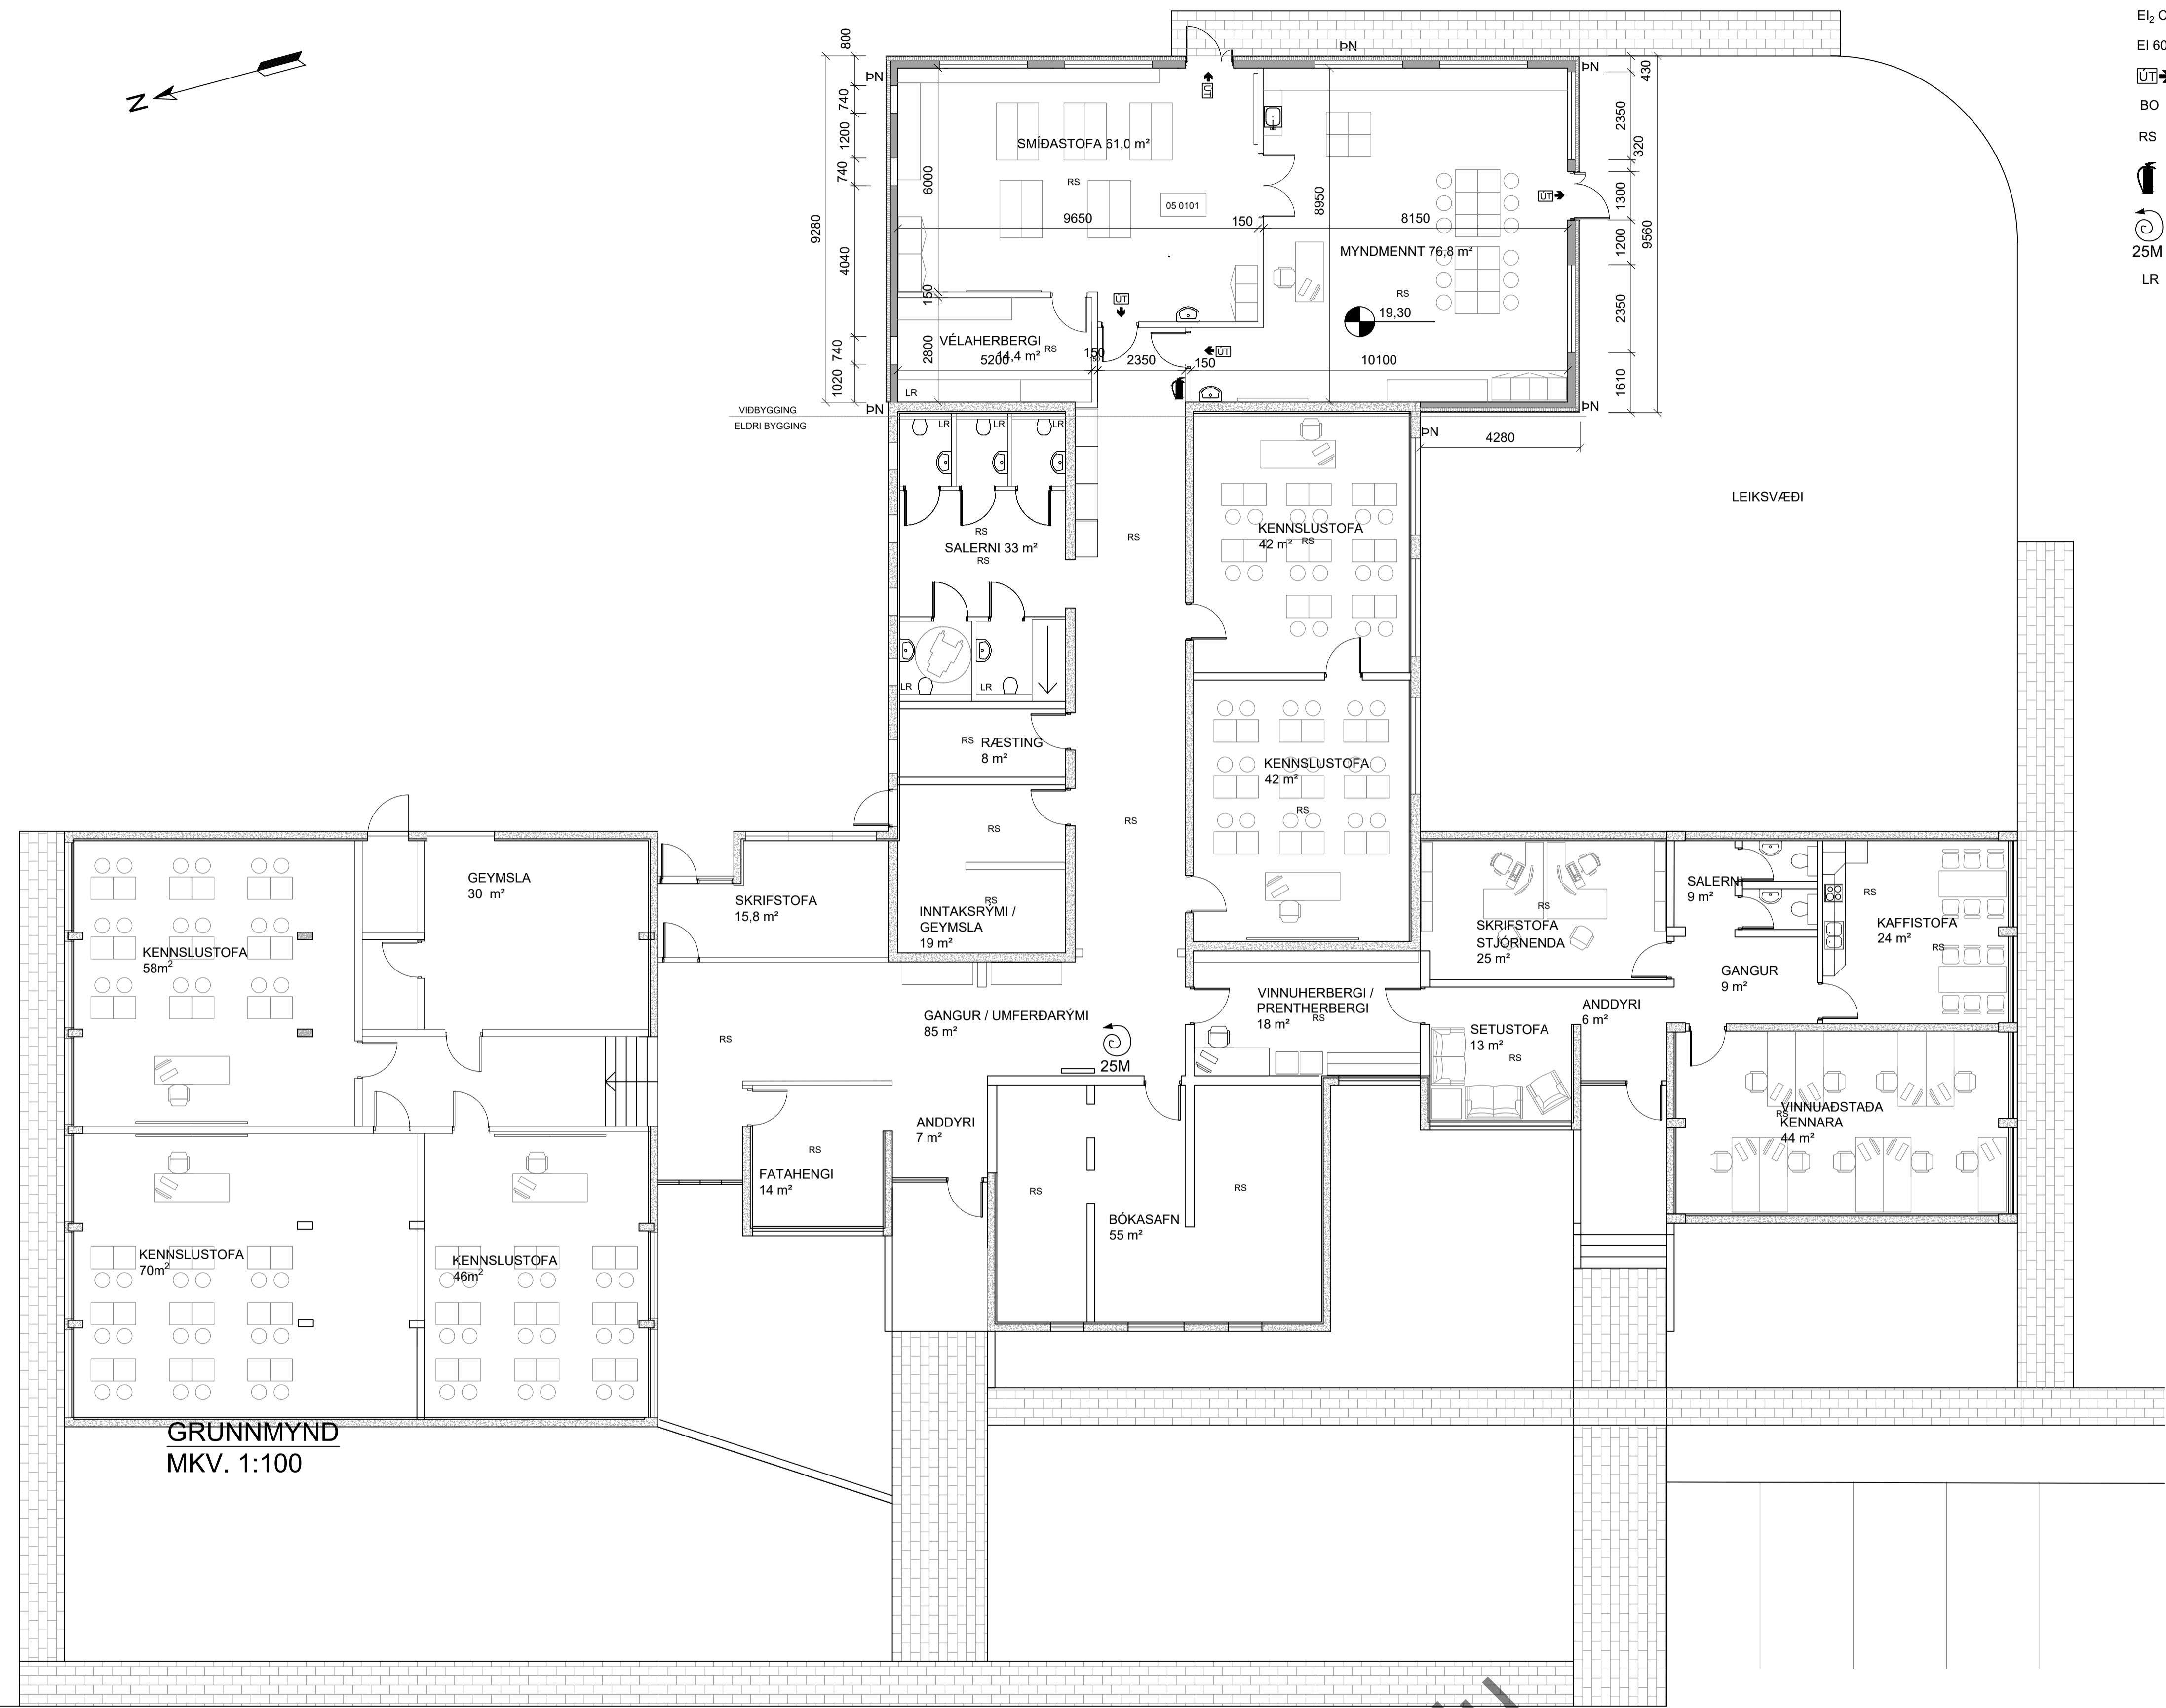 N
800
740
1200
740
9280
4040
740
1020
ÞN
ÞN
ÞN
ÞN
ÞN
ÞN
430
2350
320
1300
1200
9560
2350
1610
4280
EI₂ C
EI 60
ÚT
BO
RS
25M
LR
ÚT
SMÍÐASTOFA 61,0 m²
RS
6000
05 0101
9650
150
8950
8150
ÚT
MYNDMENNT 76,8 m²
RS
19,30
150
ÚT
VÉLAHERBERGI
14,4 m²
RS
2800
5200
150
2350
150
ÚT
10100
LR
VIÐBYGGING
ELDRI BYGGING
LR
LR
LR
RS
SALERNI 33 m²
RS
RS
LR
LR
KENNSLUSTOFA
42 m²
RS
LEIKSVÆÐI
RS
RÆSTING
8 m²
KENNSLUSTOFA
42 m²
RS
RS
RS
RS
INNTAKSRÝMI /
GEYMSLA
19 m²
GEYMSLA
30 m²
SKRIFSTOFA
15,8 m²
KENNSLUSTOFA
58m²
RS
SKRIFSTOFA
STJÓRNENDA
25 m²
SALERNI
9 m²
RS
KAFFISTOFA
24 m²
RS
GANGUR
9 m²
VINNUHERBERGI /
PRENTHERBERGI
18 m²
RS
ANDDYRI
6 m²
SETUSTOFA
13 m²
RS
GANGUR / UMFERÐARÝMI
85 m²
RS
25M
ANDDYRI
7 m²
RS
FATAHENGI
14 m²
VINNUAÐSTAÐA
KENNARA
44 m²
RS
RS
RS
BÓKASAFN
55 m²
KENNSLUSTOFA
70m²
KENNSLUSTOFA
46m²
GRUNNMYND
MKV. 1:100